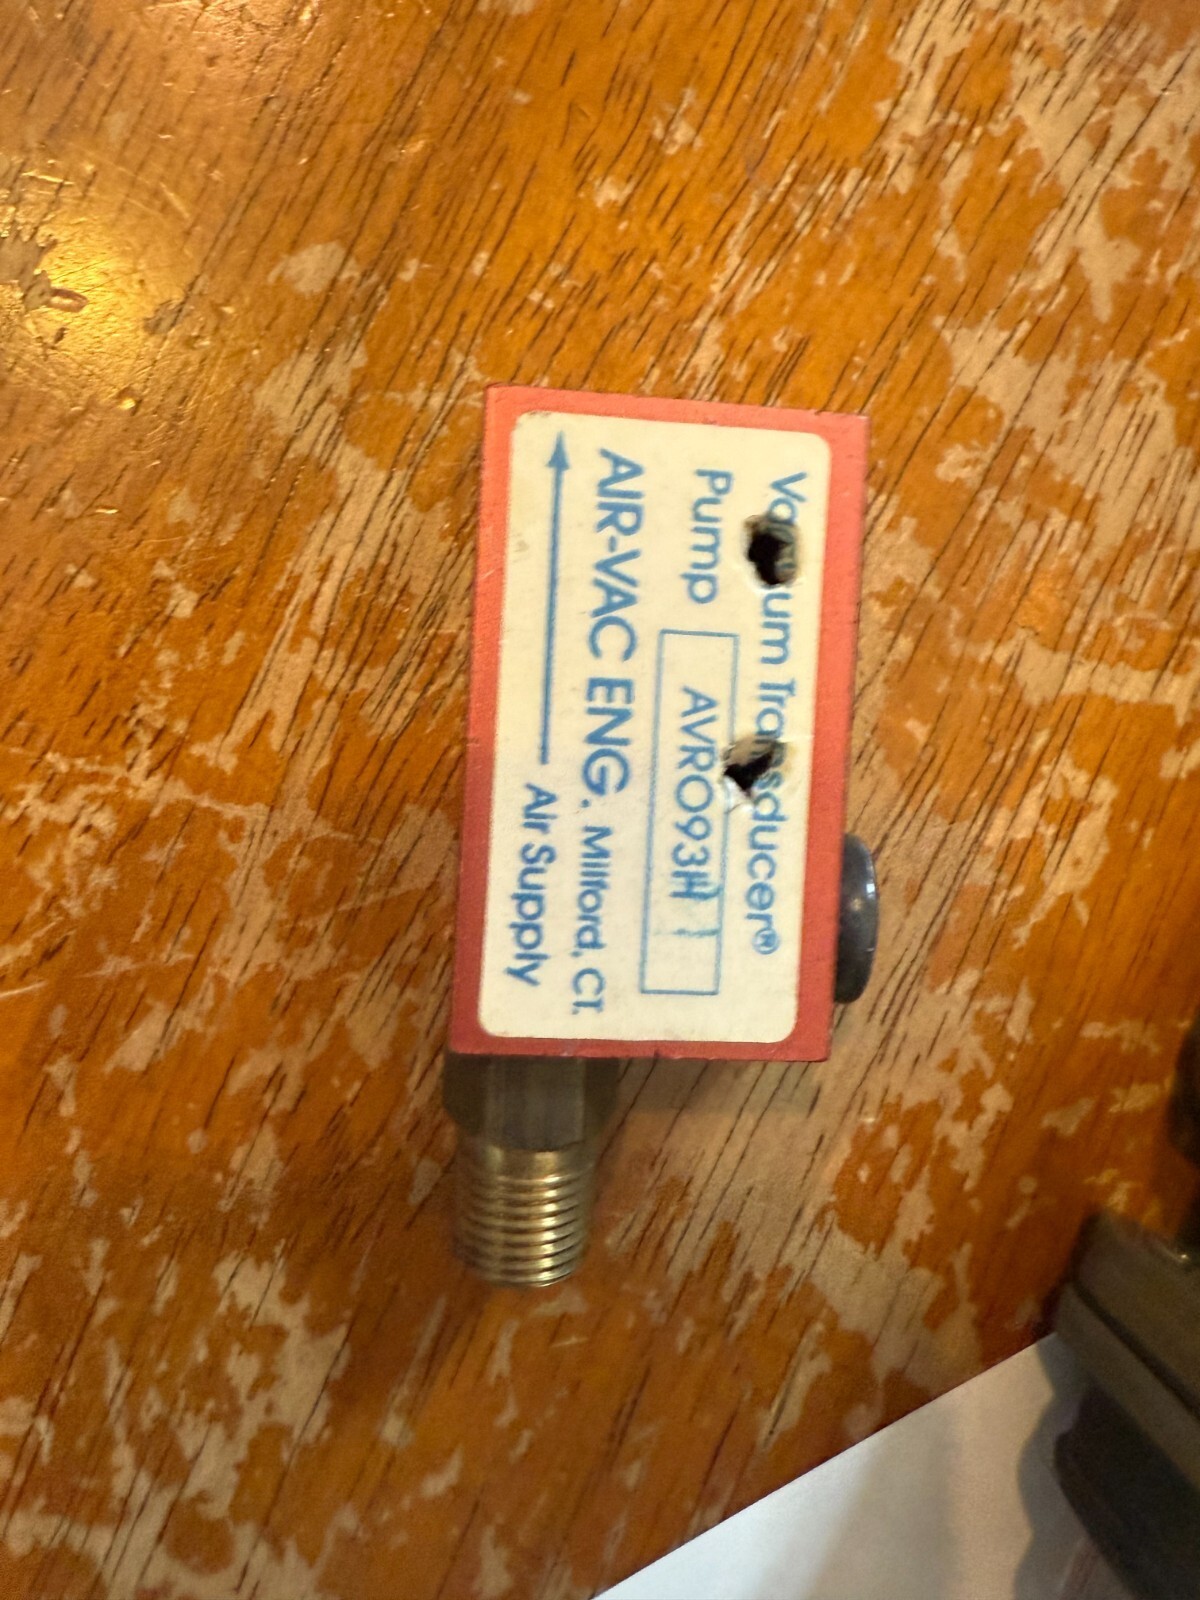 Vacuum Transducer®
Pump AVR093H
AIR-VAC ENG. Milford, CT.
Air Supply